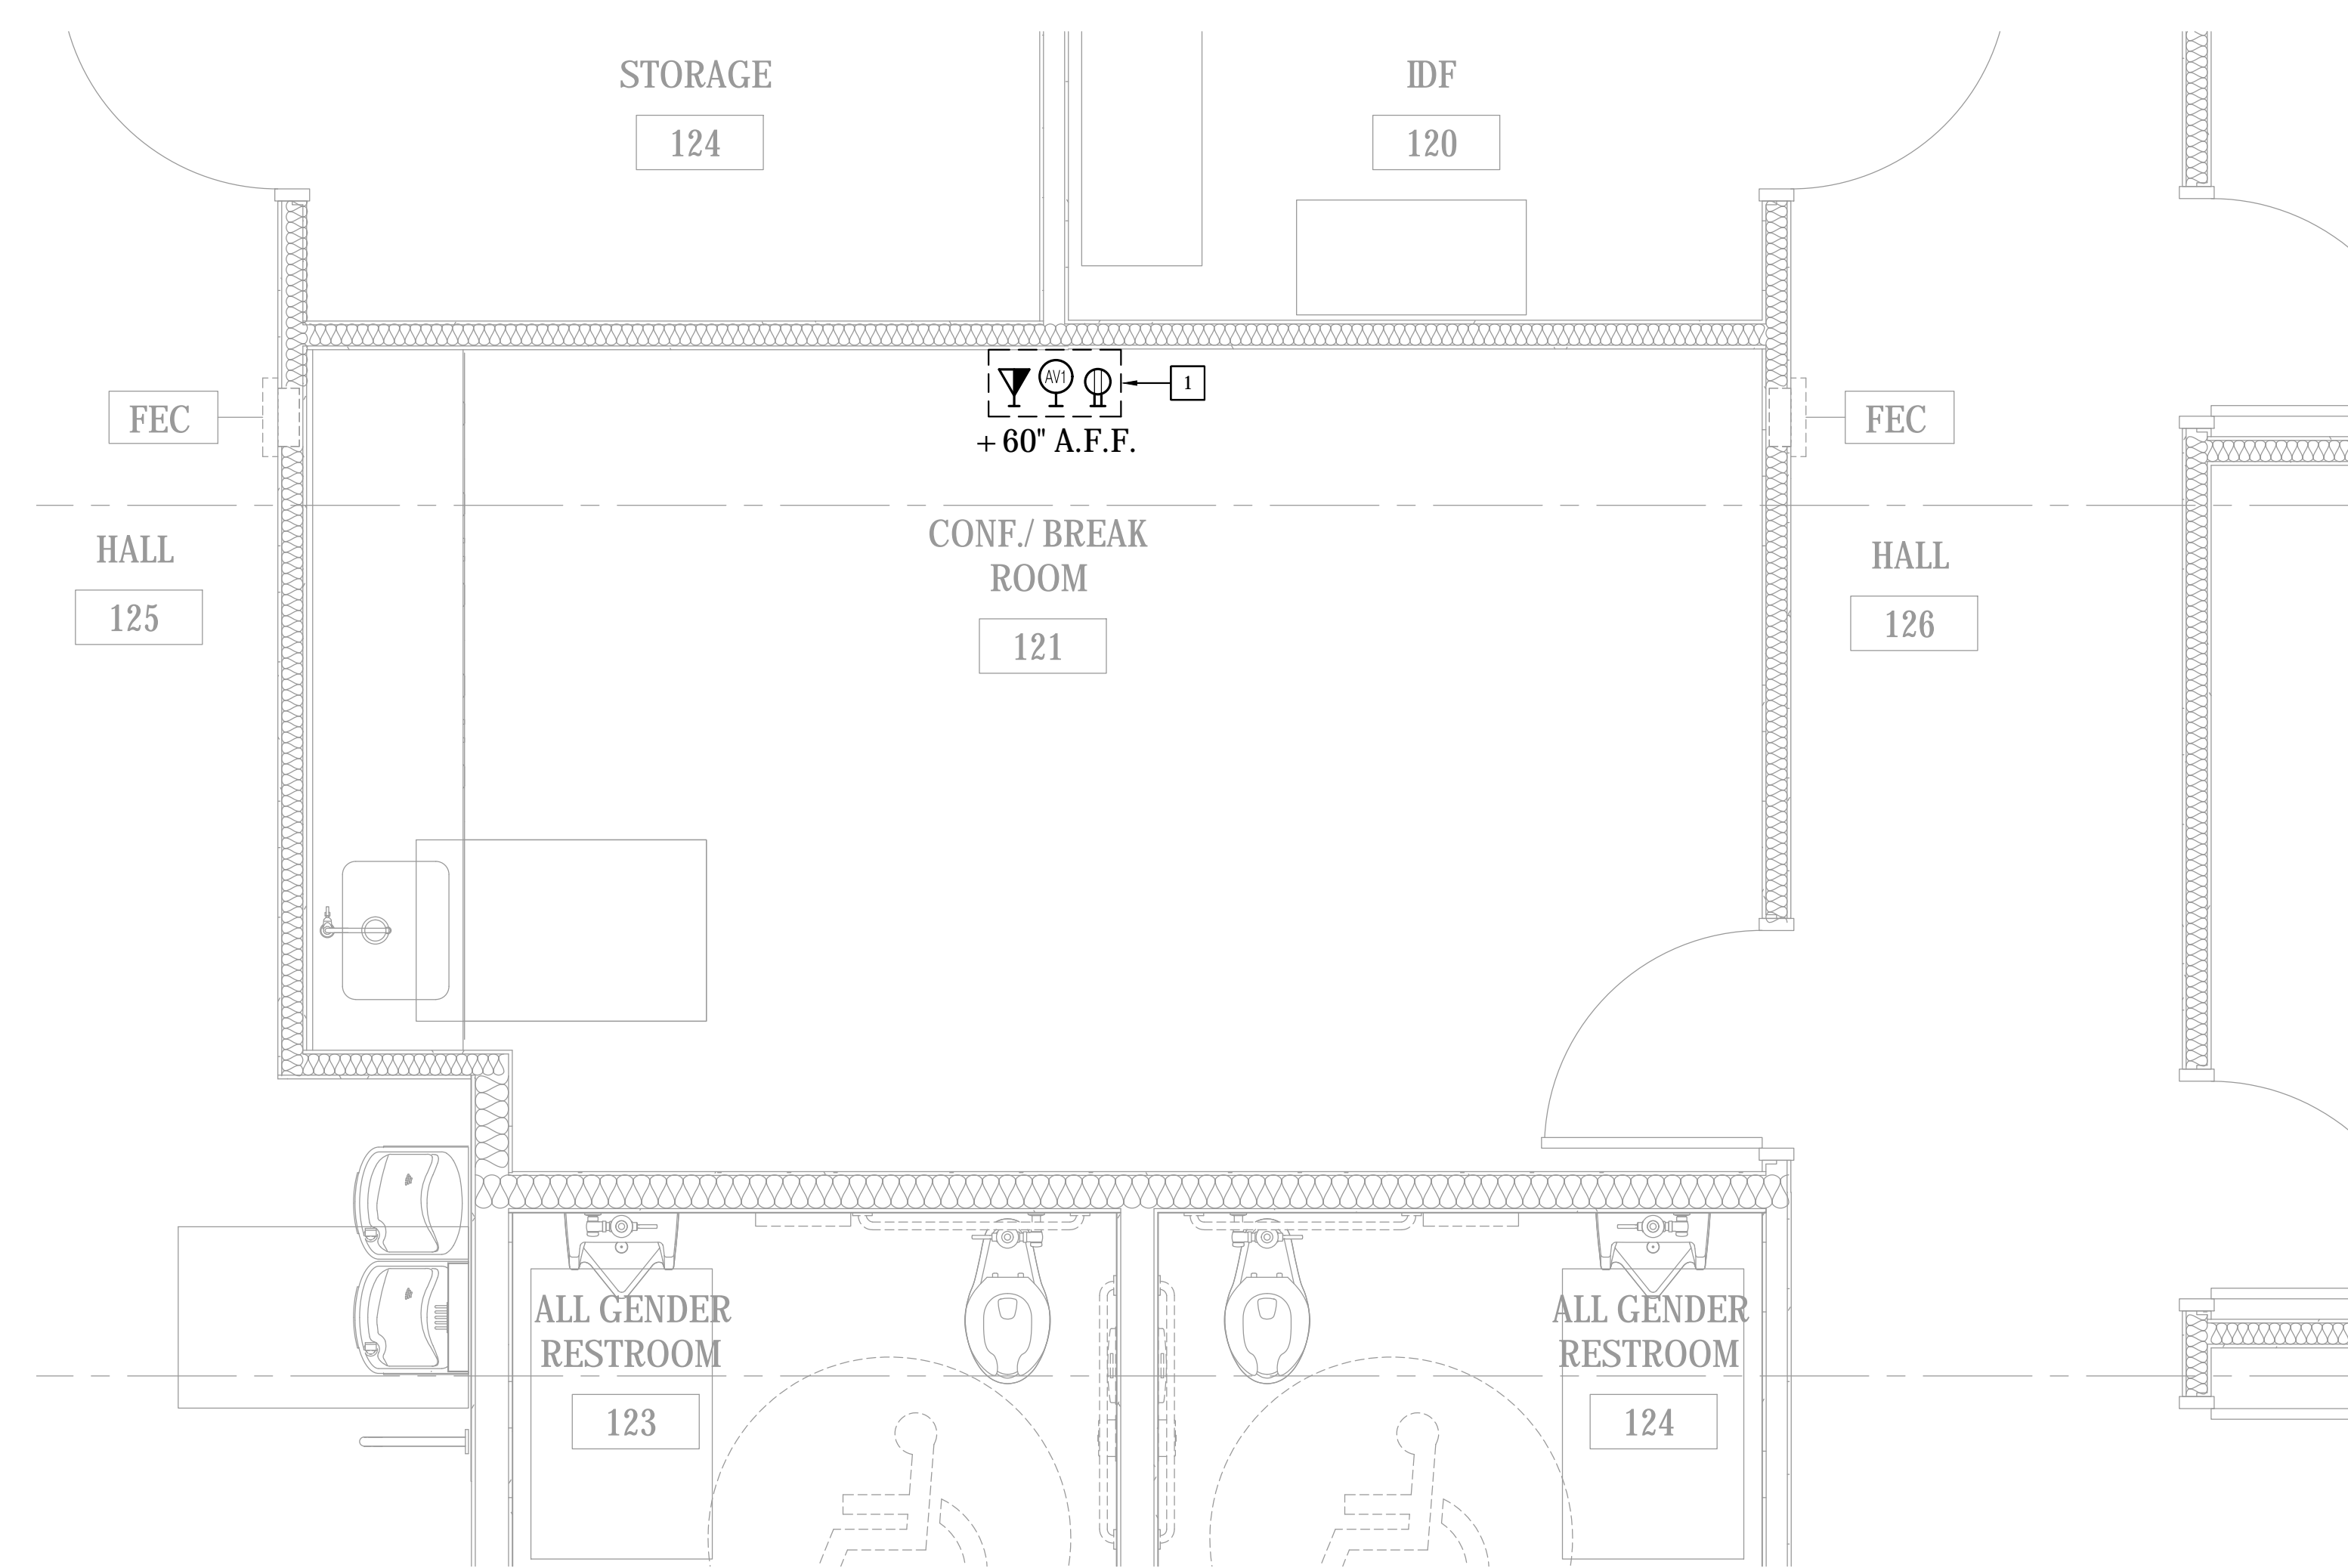 STORAGE
124
IDF
120
AV1
1
+60" A.F.F.
FEC
FEC
CONF./ BREAK
ROOM
121
HALL
125
HALL
126
ALL GENDER
RESTROOM
123
ALL GENDER
RESTROOM
124